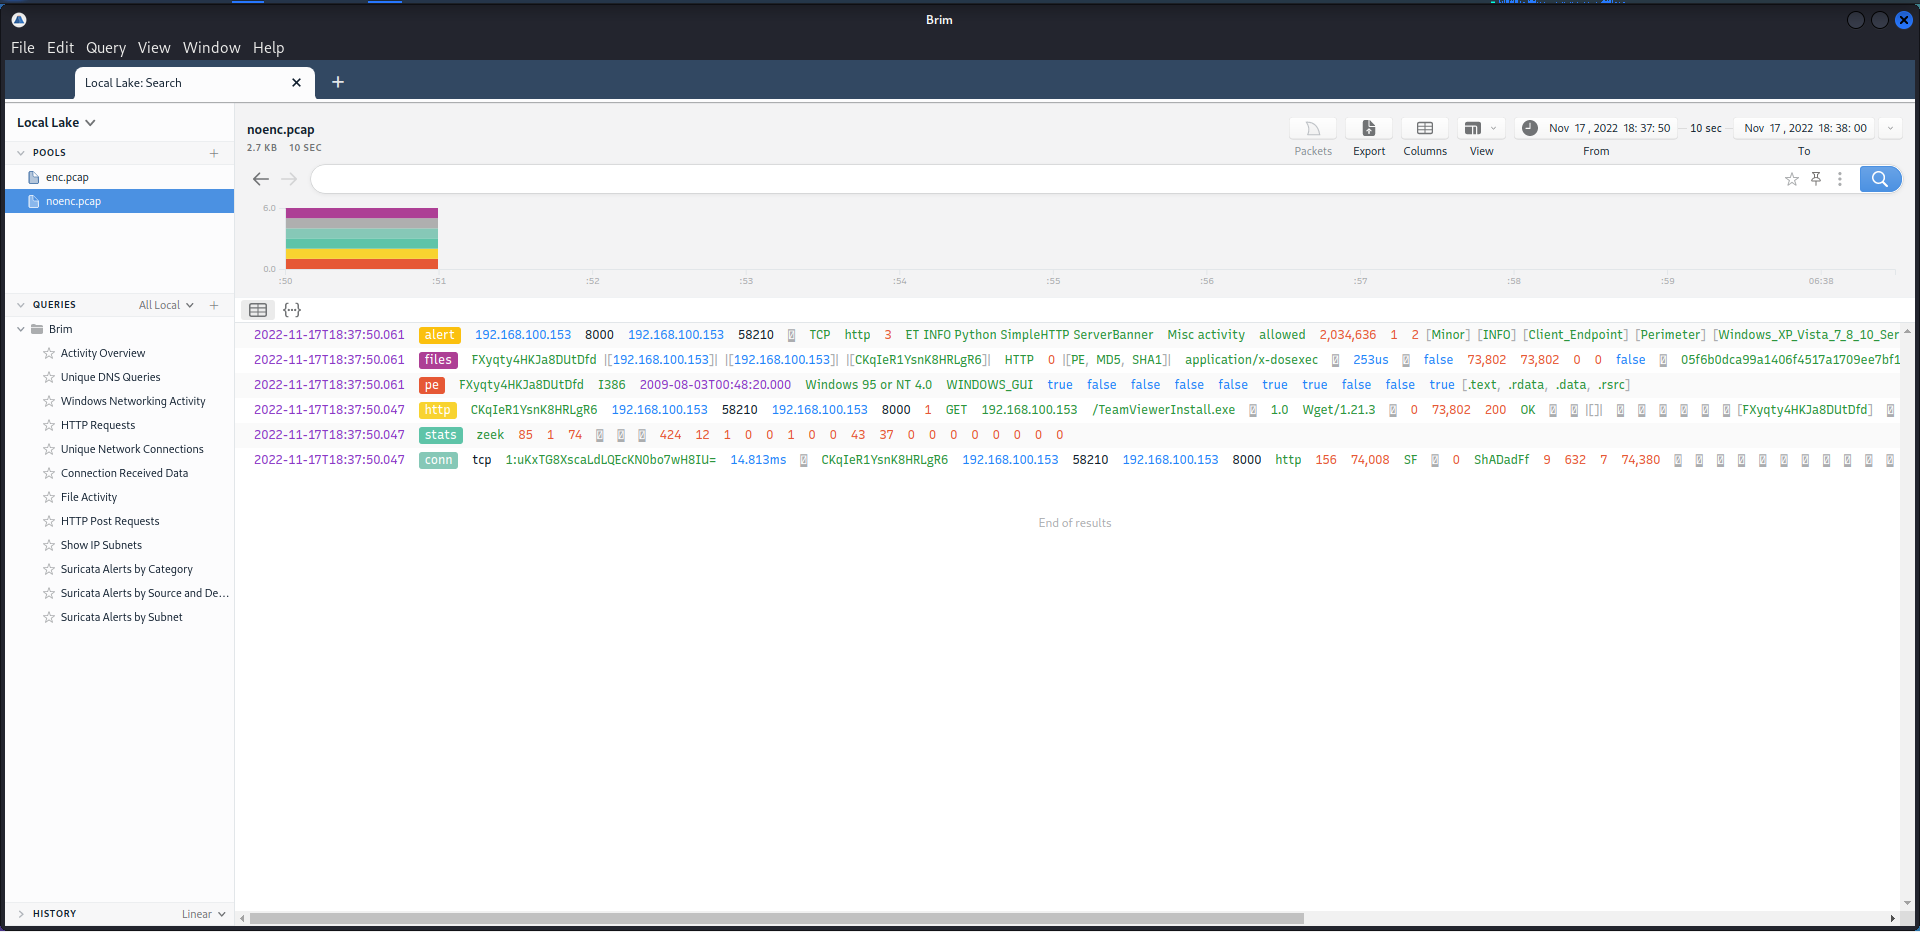 Brim
File Edit Query View Window Help
Local Lake: Search
Local Lake
POOLS
enc.pcap
noenc.pcap
QUERIES All Local
Brim
Activity Overview
Unique DNS Queries
Windows Networking Activity
HTTP Requests
Unique Network Connections
Connection Received Data
File Activity
HTTP Post Requests
Show IP Subnets
Suricata Alerts by Category
Suricata Alerts by Source and De...
Suricata Alerts by Subnet
HISTORY Linear
noenc.pcap
2.7 KB 10 SEC
Packets Export Columns View
Nov 17 , 2022 18: 37: 50 10 sec Nov 17 , 2022 18: 38: 00
From To
6.0
0.0
:50 :51 :52 :53 :54 :55 :56 :57 :58 :59 06:38
2022-11-17T18:37:50.061 alert 192.168.100.153 8000 192.168.100.153 58210 TCP http 3 ET INFO Python SimpleHTTP ServerBanner Misc activity allowed 2,034,636 1 2 [Minor] [INFO] [Client_Endpoint] [Perimeter] [Windows_XP_Vista_7_8_10_Ser
2022-11-17T18:37:50.061 files FXyqty4HKJa8DUtDfd |[192.168.100.153]| |[192.168.100.153]| |[CKqIeR1YsnK8HRLgR6]| HTTP 0 |[PE, MD5, SHA1]| application/x-dosexec 253us false 73,802 73,802 0 0 false 05f6b0dca99a1406f4517a1709ee7bf1
2022-11-17T18:37:50.061 pe FXyqty4HKJa8DUtDfd I386 2009-08-03T00:48:20.000 Windows 95 or NT 4.0 WINDOWS_GUI true false false false false true true false false true [.text, .rdata, .data, .rsrc]
2022-11-17T18:37:50.047 http CKqIeR1YsnK8HRLgR6 192.168.100.153 58210 192.168.100.153 8000 1 GET 192.168.100.153 /TeamViewerInstall.exe 1.0 Wget/1.21.3 0 73,802 200 OK |[]| [FXyqty4HKJa8DUtDfd]
2022-11-17T18:37:50.047 stats zeek 85 1 74 424 12 1 0 0 1 0 0 43 37 0 0 0 0 0 0 0 0
2022-11-17T18:37:50.047 conn tcp 1:uKxTG8XscaLdLQEcKN0bo7wH8IU= 14.813ms CKqIeR1YsnK8HRLgR6 192.168.100.153 58210 192.168.100.153 8000 http 156 74,008 SF 0 ShADadFf 9 632 7 74,380
End of results